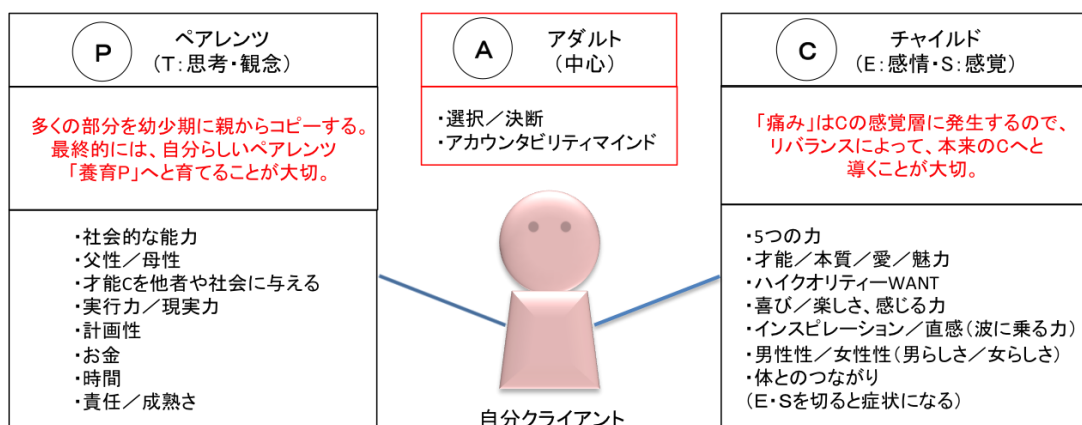 P
ペアレンツ
(T:思考・観念)
多くの部分を幼少期に親からコピーする。
最終的には、自分らしいペアレンツ
「養育P」へと育てることが大切。
・社会的な能力
・父性／母性
・才能Cを他者や社会に与える
・実行力／現実力
・計画性
・お金
・時間
・責任／成熟さ
A
アダルト
(中心)
・選択／決断
・アカウンタビリティマインド
自分クライアント
C
チャイルド
(E:感情・S:感覚)
「痛み」はCの感覚層に発生するので、
リバランスによって、本来のCへと
導くことが大切。
・5つの力
・才能／本質／愛／魅力
・ハイクオリティーWANT
・喜び／楽しさ、感じる力
・インスピレーション／直感(波に乗る力)
・男性性／女性性(男らしさ／女らしさ)
・体とのつながり
(E・Sを切ると症状になる)